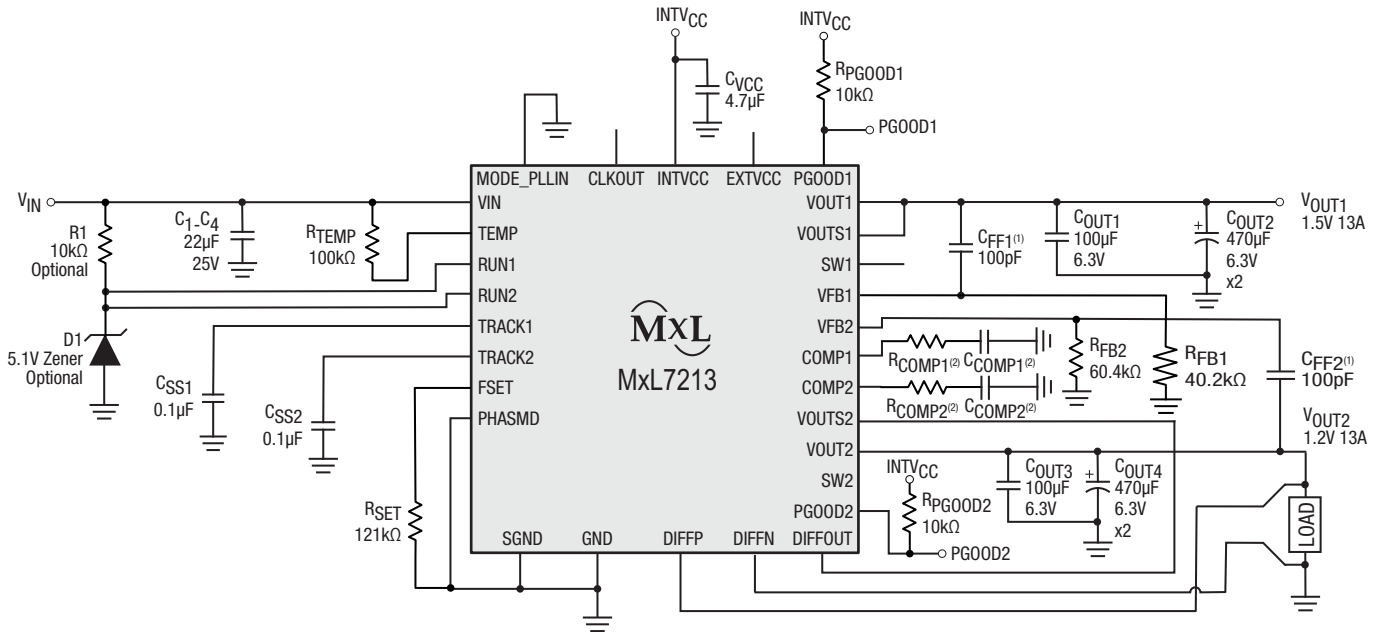 INTVCC
INTVCC
CVCC
4.7µF
RPGOOD1
10kΩ
PGOOD1
MODE_PLLIN
CLKOUT
INTVCC
EXTVCC
PGOOD1
VIN
R1
10kΩ
Optional
C1-C4
22µF
25V
RTEMP
100kΩ
D1
5.1V Zener
Optional
CSS1
0.1µF
CSS2
0.1µF
RSET
121kΩ
VIN
TEMP
RUN1
RUN2
TRACK1
TRACK2
FSET
PHASMD
MXL
MxL7213
SGND
GND
DIFFP
DIFFN
DIFFOUT
VOUT1
VOUTS1
SW1
VFB1
VFB2
COMP1
COMP2
VOUTS2
VOUT2
SW2
PGOOD2
CFF1(1)
100pF
COUT1
100µF
6.3V
COUT2
+
470µF
6.3V
x2
VOUT1
1.5V 13A
RCOMP1(2)
CCOMP1(2)
RCOMP2(2)
CCOMP2(2)
RFB2
60.4kΩ
RFB1
40.2kΩ
CFF2(1)
100pF
VOUT2
1.2V 13A
INTVCC
RPGOOD2
10kΩ
PGOOD2
COUT3
100µF
6.3V
COUT4
+
470µF
6.3V
x2
LOAD